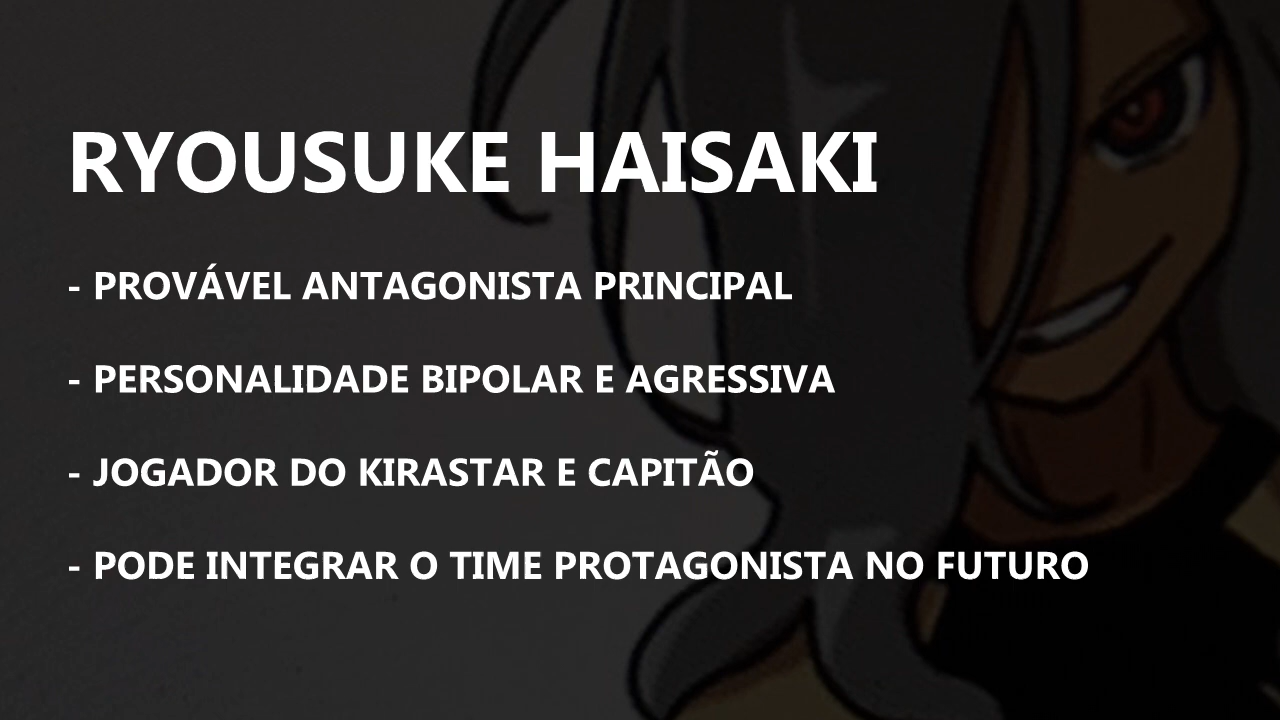 RYOUSUKE HAISAKI
- PROVÁVEL ANTAGONISTA PRINCIPAL
- PERSONALIDADE BIPOLAR E AGRESSIVA
- JOGADOR DO KIRASTAR E CAPITÃO
- PODE INTEGRAR O TIME PROTAGONISTA NO FUTURO